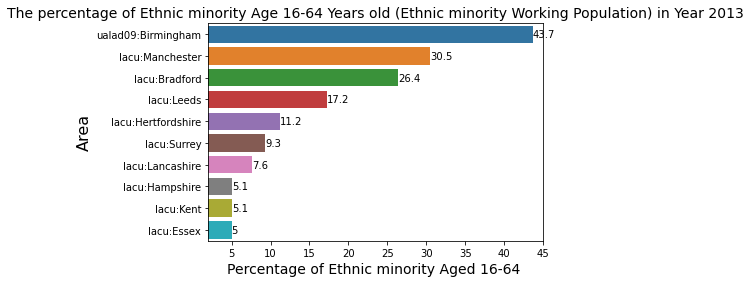 The percentage of Ethnic minority Age 16-64 Years old (Ethnic minority Working Population) in Year 2013
ualad09:Birmingham 43.7
lacu:Manchester 30.5
lacu:Bradford 26.4
lacu:Leeds 17.2
lacu:Hertfordshire 11.2
lacu:Surrey 9.3
lacu:Lancashire 7.6
lacu:Hampshire 5.1
lacu:Kent 5.1
lacu:Essex 5
Area
5 10 15 20 25 30 35 40 45
Percentage of Ethnic minority Aged 16-64